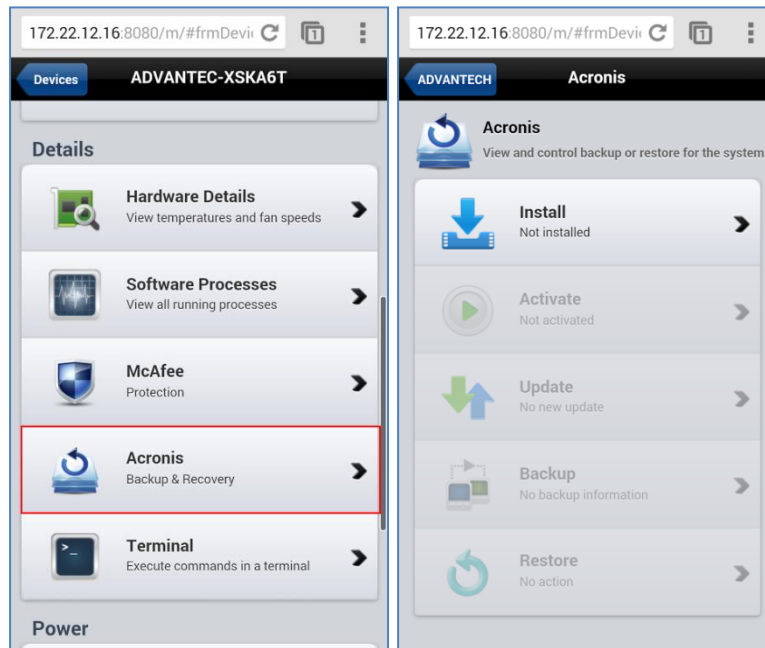 172.22.12.16:8080/m/#frmDevi
1
Devices
ADVANTEC-XSKA6T
Details
Hardware Details
View temperatures and fan speeds
Software Processes
View all running processes
McAfee
Protection
Acronis
Backup & Recovery
>_
Terminal
Execute commands in a terminal
Power
172.22.12.16:8080/m/#frmDevi
1
ADVANTECH
Acronis
Acronis
View and control backup or restore for the system
Install
Not installed
Activate
Not activated
Update
No new update
Backup
No backup information
Restore
No action